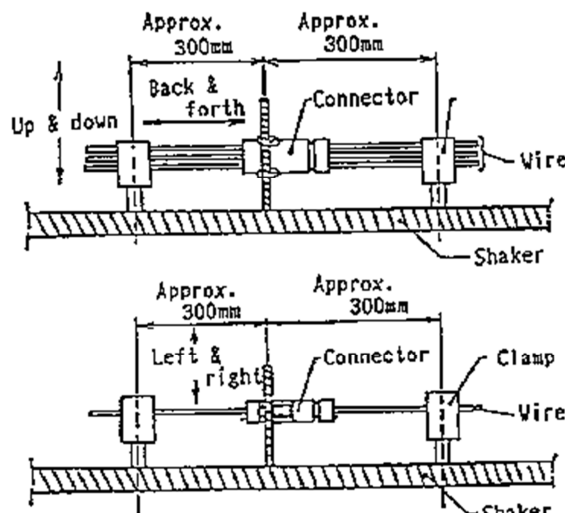 Approx.
300mm
Approx.
300mm
Back &
forth
Up & down
Connector
Wire
Shaker
Approx.
300mm
Approx.
300mm
Left &
right
Connector
Clamp
Wire
Shaker